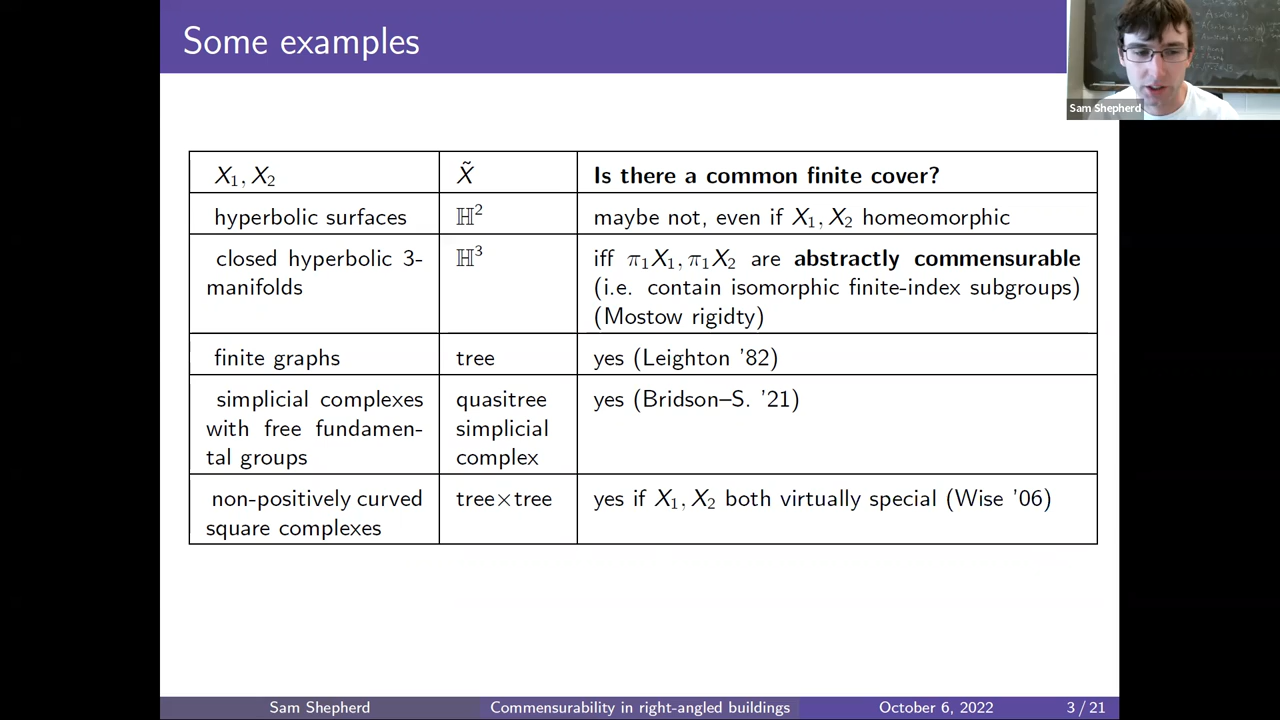 Some examples
Sam Shepherd
X₁, X₂ X̃ Is there a common finite cover?
hyperbolic surfaces ℍ² maybe not, even if X₁, X₂ homeomorphic
closed hyperbolic 3-
manifolds
ℍ³
iff π₁X₁, π₁X₂ are abstractly commensurable
(i.e. contain isomorphic finite-index subgroups)
(Mostow rigidty)
finite graphs tree yes (Leighton '82)
simplicial complexes
with free fundamen-
tal groups
quasitree
simplicial
complex
yes (Bridson–S. '21)
non-positively curved
square complexes
tree×tree
yes if X₁, X₂ both virtually special (Wise '06)
Sam Shepherd Commensurability in right-angled buildings October 6, 2022 3 / 21